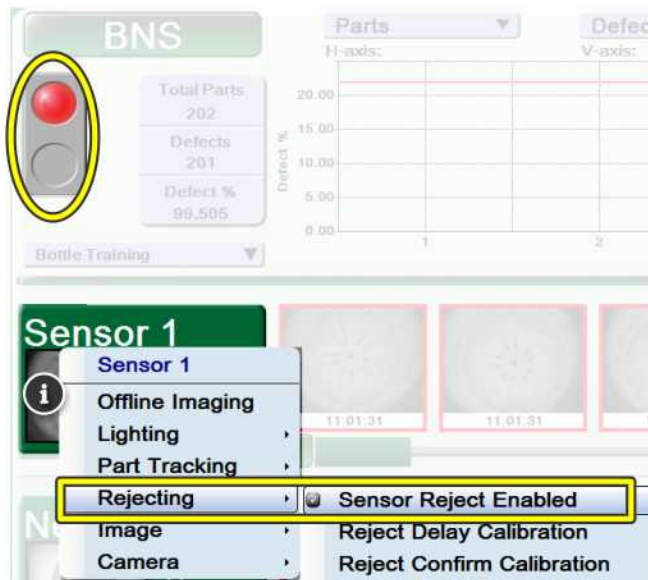 BNS
Parts
Defec
H-axis:
V-axis:
Total Parts
202
Defects
201
Defect %
99.505
Defect %
20.00
15.00
10.00
5.00
0.00
1
2
Bottle Training
Sensor 1
i
Sensor 1
Offline Imaging
Lighting
Part Tracking
Rejecting
Image
Camera
Sensor Reject Enabled
Reject Delay Calibration
Reject Confirm Calibration
11:01:31
11:01:31